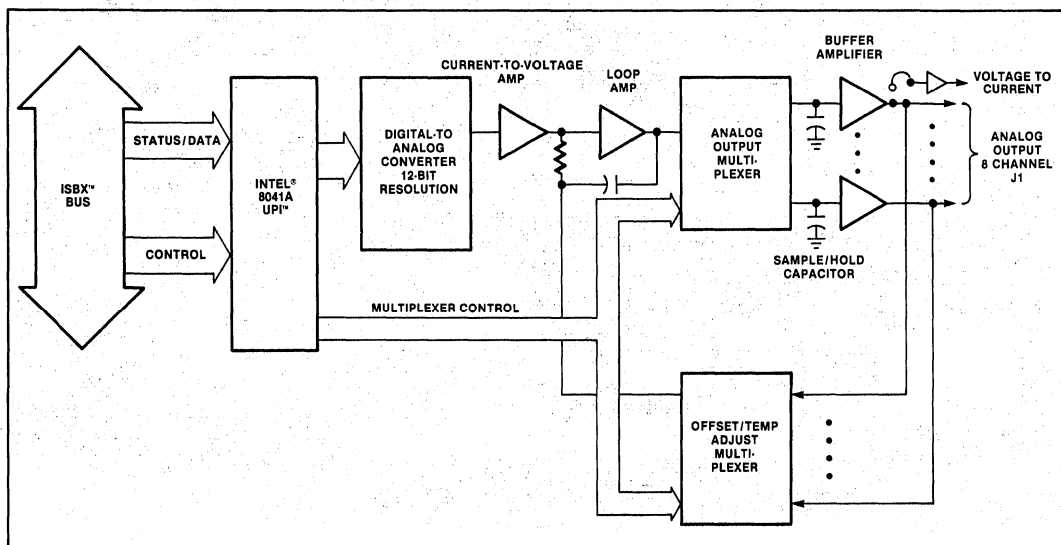 BUFFER
AMPLIFIER
CURRENT-TO-VOLTAGE
AMP
LOOP
AMP
VOLTAGE TO
CURRENT
ISBX™
BUS
STATUS/DATA
CONTROL
INTEL®
8041A
UPI™
DIGITAL-TO
ANALOG
CONVERTER
12-BIT
RESOLUTION
ANALOG
OUTPUT
MULTI-
PLEXER
ANALOG
OUTPUT
8 CHANNEL
J1
SAMPLE/HOLD
CAPACITOR
MULTIPLEXER CONTROL
OFFSET/TEMP
ADJUST
MULTI-
PLEXER